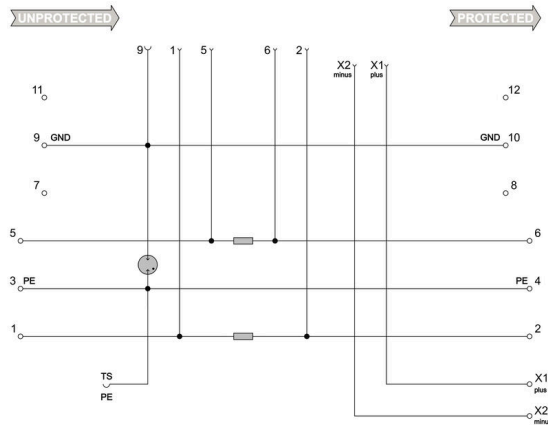 UNPROTECTED PROTECTED
9 1 5 6 2
X2 X1
minus plus
11 12
9 GND GND 10
7 8
5 6
3 PE PE 4
1 2
TS
PE
X1
plus
X2
minus